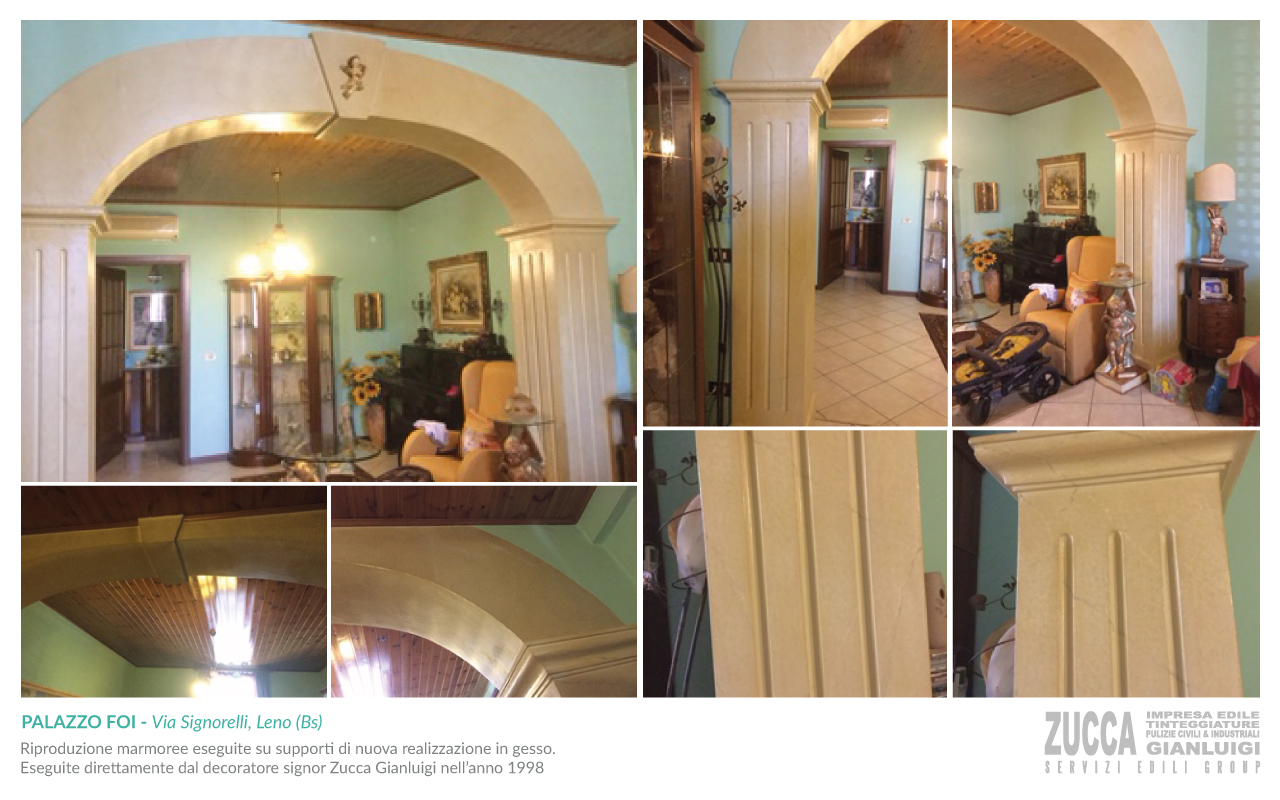 PALAZZO FOI - Via Signorelli, Leno (Bs)
Riproduzione marmoree eseguite su supporti di nuova realizzazione in gesso.
Eseguite direttamente dal decoratore signor Zucca Gianluigi nell'anno 1998
ZUCCA
IMPRESA EDILE
TINTEGGIATURE
PULIZIE CIVILI & INDUSTRIALI
GIANLUIGI
SERVIZI EDILI GROUP